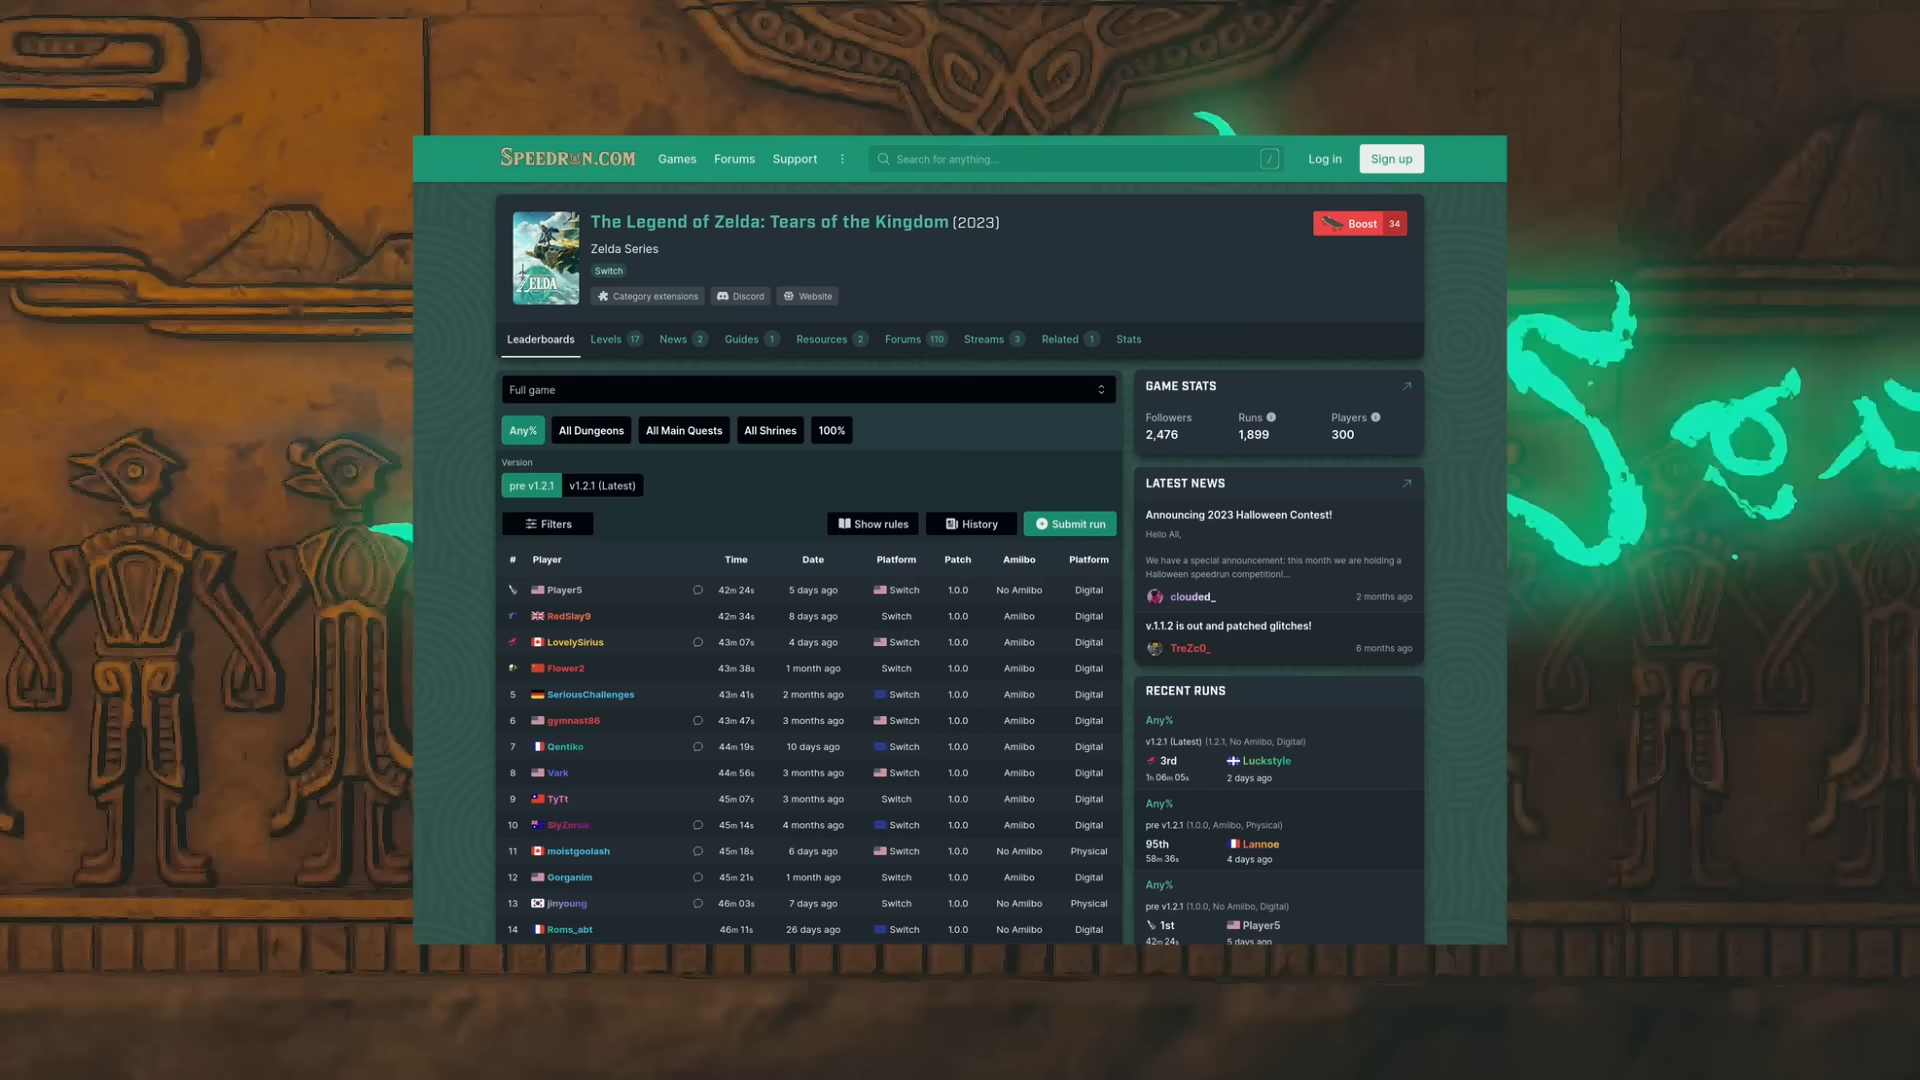 SPEEDRUN.COM Games Forums Support Search for anything... / Log in Sign up
The Legend of Zelda: Tears of the Kingdom (2023)
Boost 34
Zelda Series
Switch
Category extensions Discord Website
ZELDA
Leaderboards Levels 17 News 2 Guides 1 Resources 2 Forums 110 Streams 3 Related 1 Stats
Full game
Any% All Dungeons All Main Quests All Shrines 100%
Version
pre v1.2.1 v1.2.1 (Latest)
Filters Show rules History Submit run
# Player Time Date Platform Patch Amiibo Platform
Player5 42m 24s 5 days ago Switch 1.0.0 No Amiibo Digital
RedSlay9 42m 34s 8 days ago Switch 1.0.0 Amiibo Digital
LovelySirius 43m 07s 4 days ago Switch 1.0.0 Amiibo Digital
Flower2 43m 38s 1 month ago Switch 1.0.0 Amiibo Digital
5 SeriousChallenges 43m 41s 2 months ago Switch 1.0.0 Amiibo Digital
6 gymnast86 43m 47s 3 months ago Switch 1.0.0 Amiibo Digital
7 Qentiko 44m 19s 10 days ago Switch 1.0.0 Amiibo Digital
8 Vark 44m 56s 3 months ago Switch 1.0.0 Amiibo Digital
9 TyTt 45m 07s 3 months ago Switch 1.0.0 Amiibo Digital
10 SlyZorua 45m 14s 4 months ago Switch 1.0.0 Amiibo Digital
11 moistgoolash 45m 18s 6 days ago Switch 1.0.0 No Amiibo Physical
12 Gorganim 45m 21s 1 month ago Switch 1.0.0 Amiibo Digital
13 jinyoung 46m 03s 7 days ago Switch 1.0.0 No Amiibo Physical
14 Roms_abt 46m 11s 26 days ago Switch 1.0.0 No Amiibo Digital
GAME STATS
Followers Runs Players
2,476 1,899 300
LATEST NEWS
Announcing 2023 Halloween Contest!
Hello All,
We have a special announcement: this month we are holding a
Halloween speedrun competition!...
clouded_ 2 months ago
v.1.1.2 is out and patched glitches!
TreZc0_ 6 months ago
RECENT RUNS
Any%
v1.2.1 (Latest) (1.2.1, No Amiibo, Digital)
3rd Luckstyle
1h 06m 05s 2 days ago
Any%
pre v1.2.1 (1.0.0, Amiibo, Physical)
95th Lannoe
58m 36s 4 days ago
Any%
pre v1.2.1 (1.0.0, No Amiibo, Digital)
1st Player5
42m 24s 5 days ago